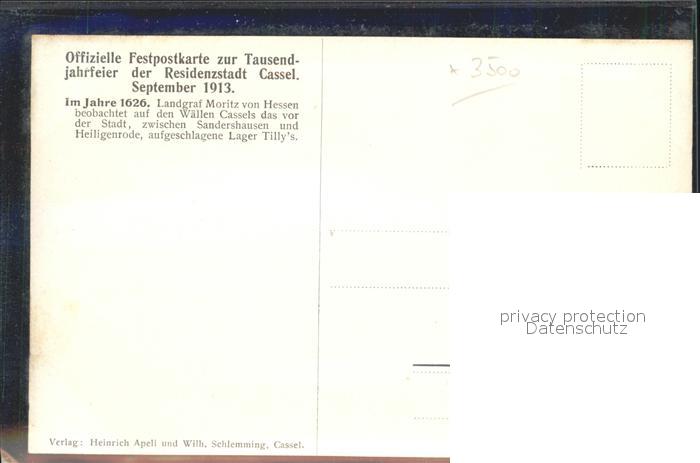 Offizielle Festpostkarte zur Tausend-
jahrfeier der Residenzstadt Cassel.
September 1913.
Im Jahre 1626. Landgraf Moritz von Hessen
beobachtet auf den Wällen Cassels das vor
der Stadt, zwischen Sandershausen und
Heiligenrode, aufgeschlagene Lager Tilly's.
3500
privacy protection
Datenschutz
Verlag: Heinrich Apell und Wilh. Schlemming, Cassel.